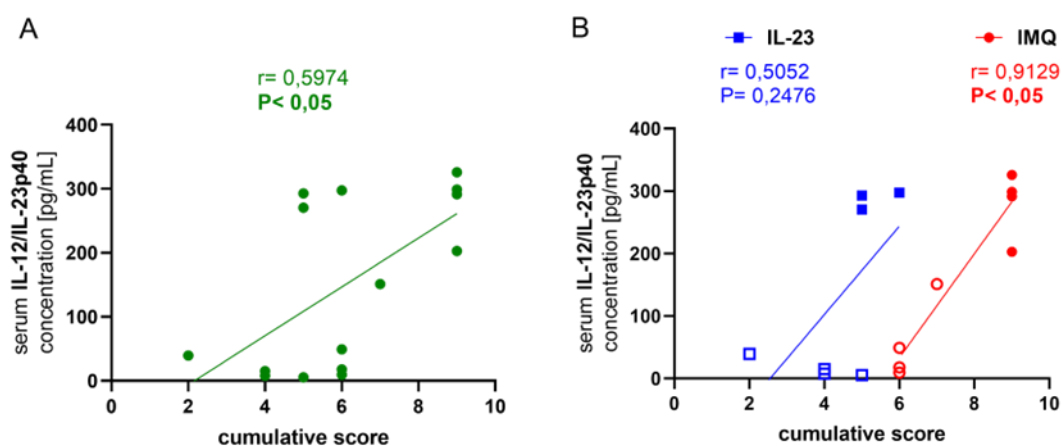 A
r= 0,5974
P< 0,05
serum IL-12/IL-23p40
concentration [pg/mL]
400
300
200
100
0
0 2 4 6 8 10
cumulative score
B
IL-23
IMQ
r= 0,5052
P= 0,2476
r= 0,9129
P< 0,05
serum IL-12/IL-23p40
concentration [pg/mL]
400
300
200
100
0
0 2 4 6 8 10
cumulative score